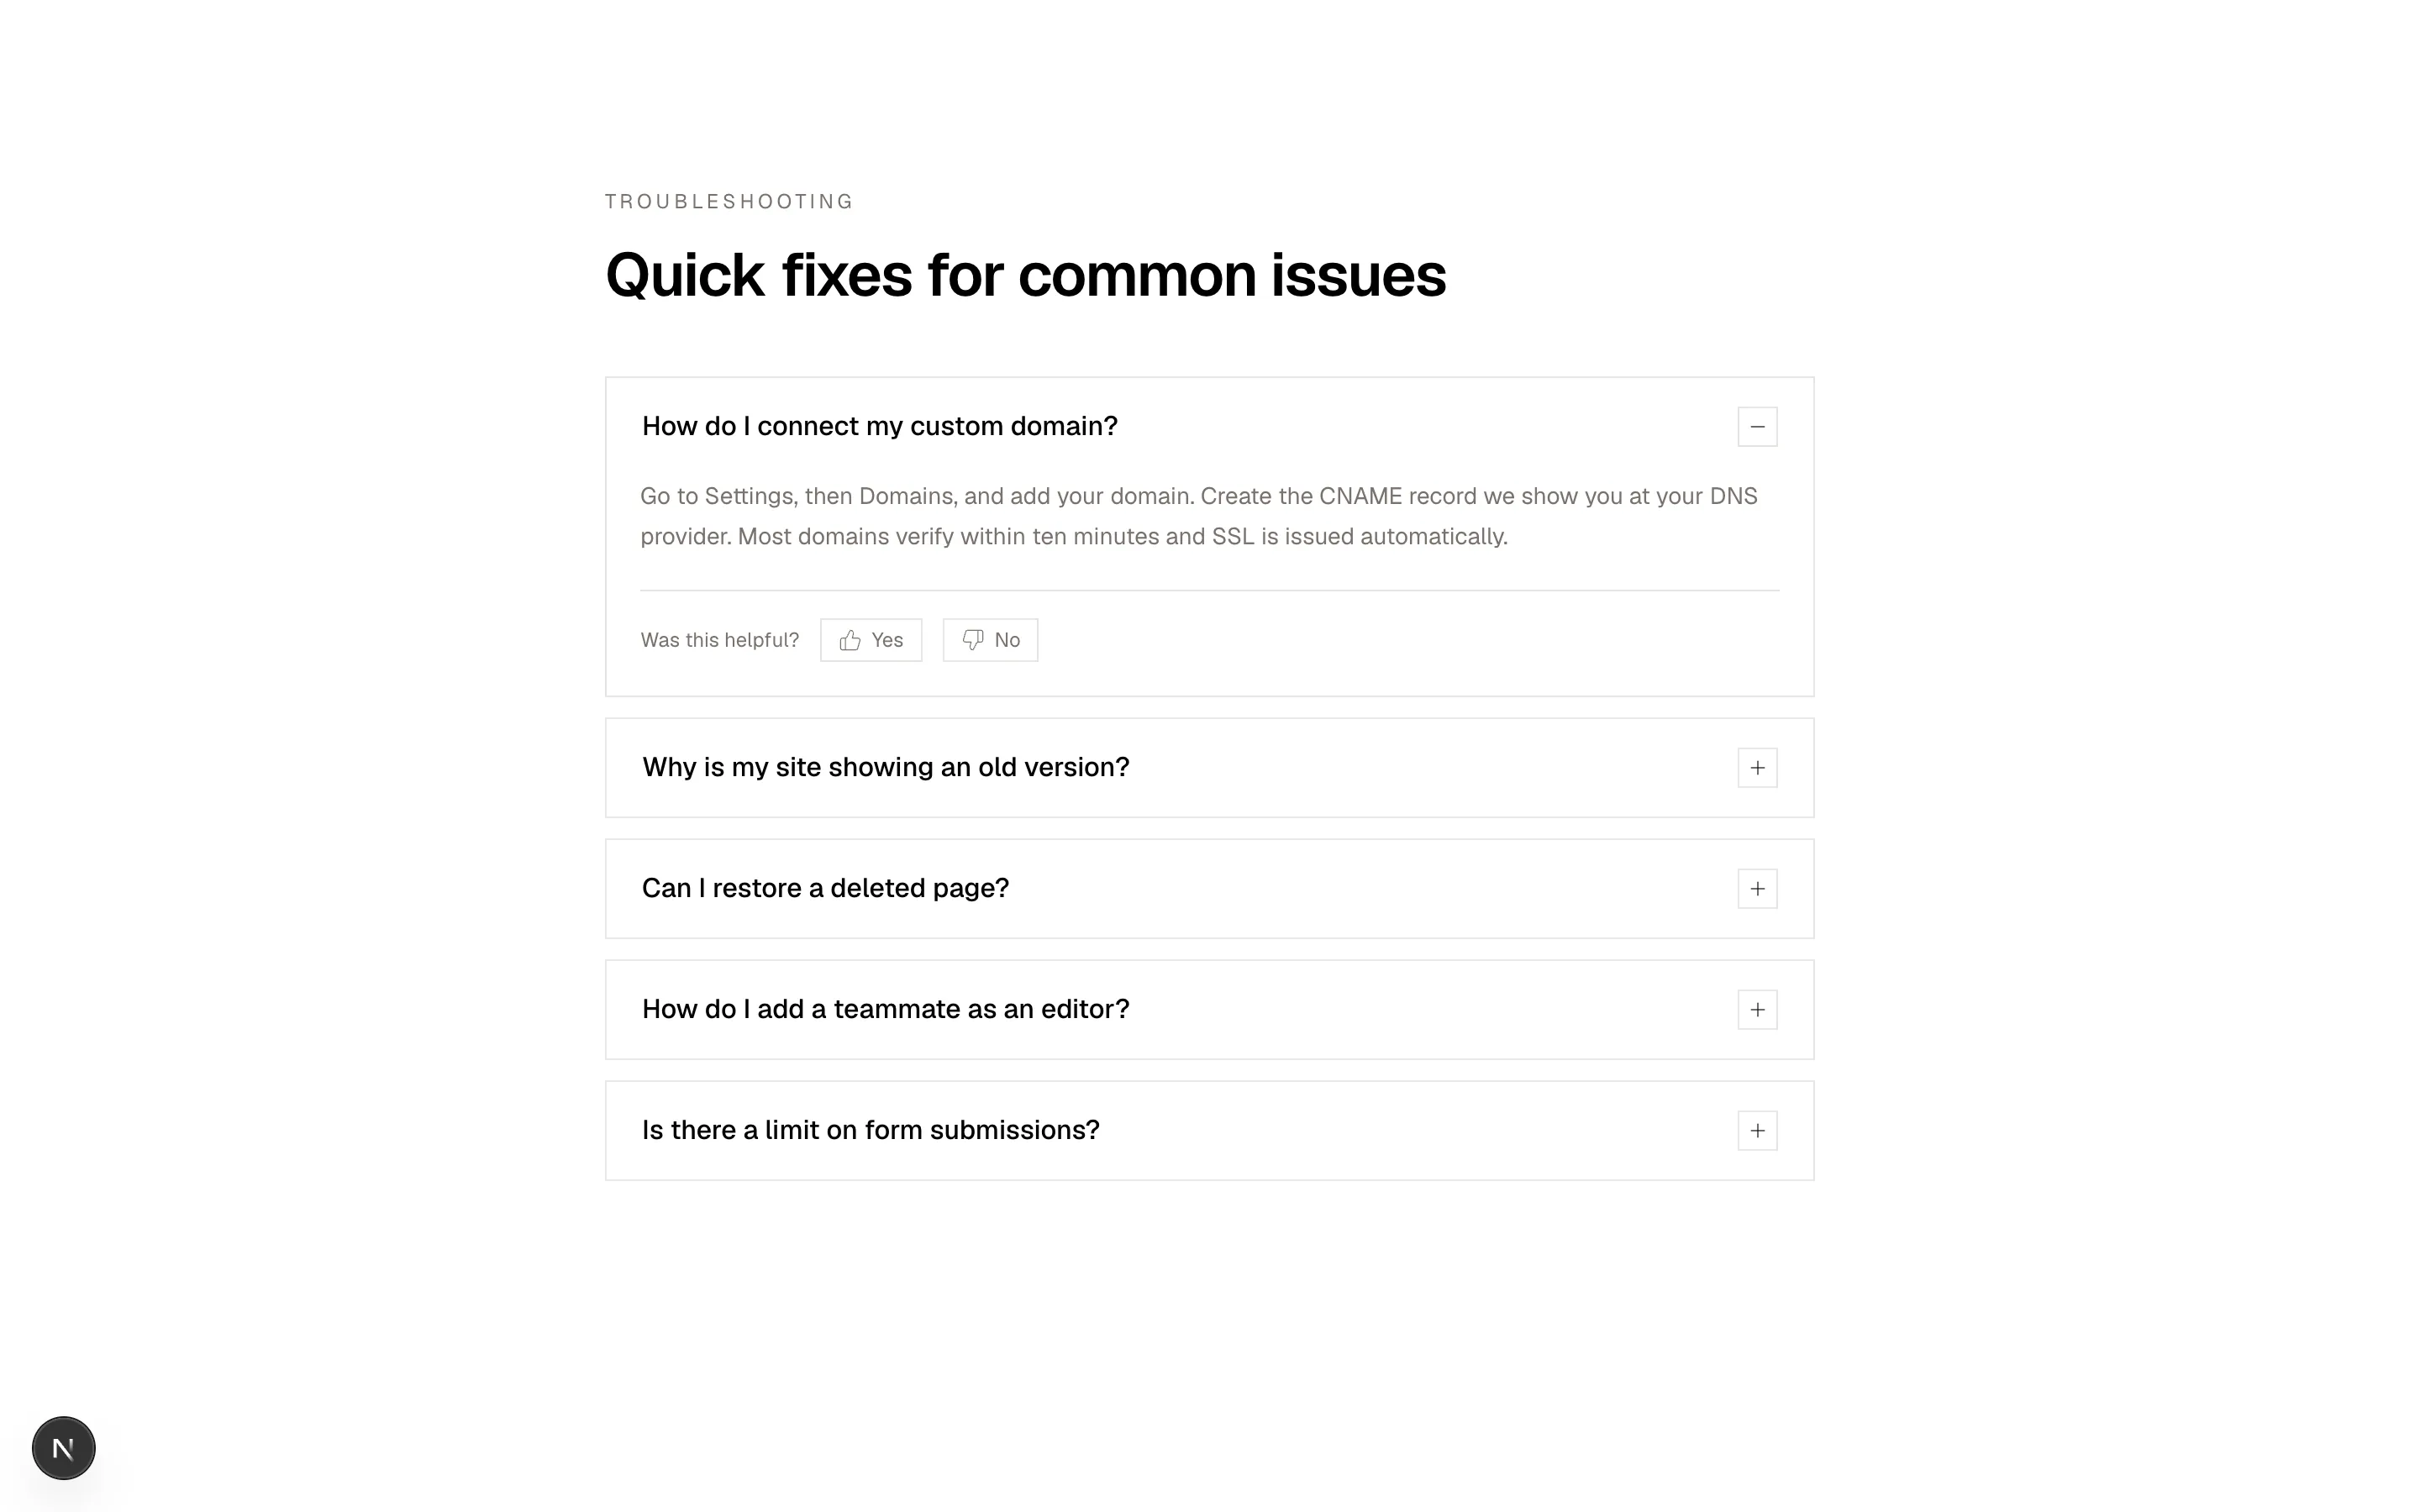 TROUBLESHOOTING
Quick fixes for common issues
How do I connect my custom domain?
Go to Settings, then Domains, and add your domain. Create the CNAME record we show you at your DNS
provider. Most domains verify within ten minutes and SSL is issued automatically.
Was this helpful? Yes No
Why is my site showing an old version?
Can I restore a deleted page?
How do I add a teammate as an editor?
Is there a limit on form submissions?
N